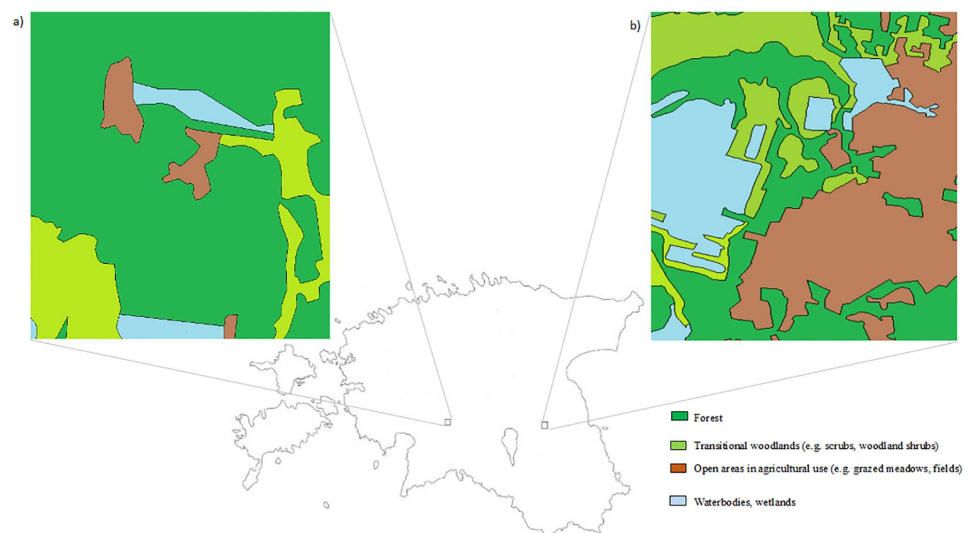 a)
b)
Forest
Transitional woodlands (e.g. scrubs, woodland shrubs)
Open areas in agricultural use (e.g. grazed meadows, fields)
Waterbodies, wetlands